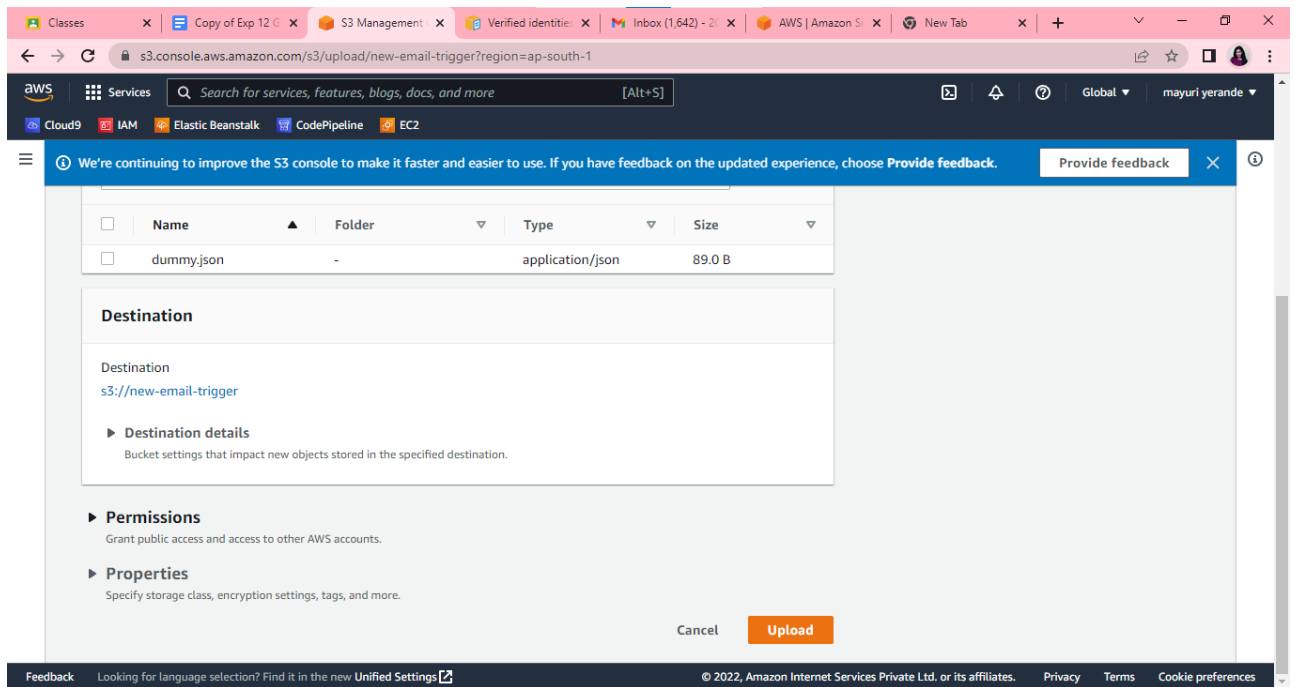 Classes
Copy of Exp 12 G
S3 Management
Verified identitie
Inbox (1,642) - 20
AWS | Amazon Si
New Tab
s3.console.aws.amazon.com/s3/upload/new-email-trigger?region=ap-south-1
aws Services Search for services, features, blogs, docs, and more [Alt+S] Global mayuri yerande
Cloud9 IAM Elastic Beanstalk CodePipeline EC2
We're continuing to improve the S3 console to make it faster and easier to use. If you have feedback on the updated experience, choose Provide feedback. Provide feedback
Name Folder Type Size
dummy.json - application/json 89.0 B
Destination
Destination
s3://new-email-trigger
Destination details
Bucket settings that impact new objects stored in the specified destination.
Permissions
Grant public access and access to other AWS accounts.
Properties
Specify storage class, encryption settings, tags, and more.
Cancel Upload
Feedback Looking for language selection? Find it in the new Unified Settings © 2022, Amazon Internet Services Private Ltd. or its affiliates. Privacy Terms Cookie preferences